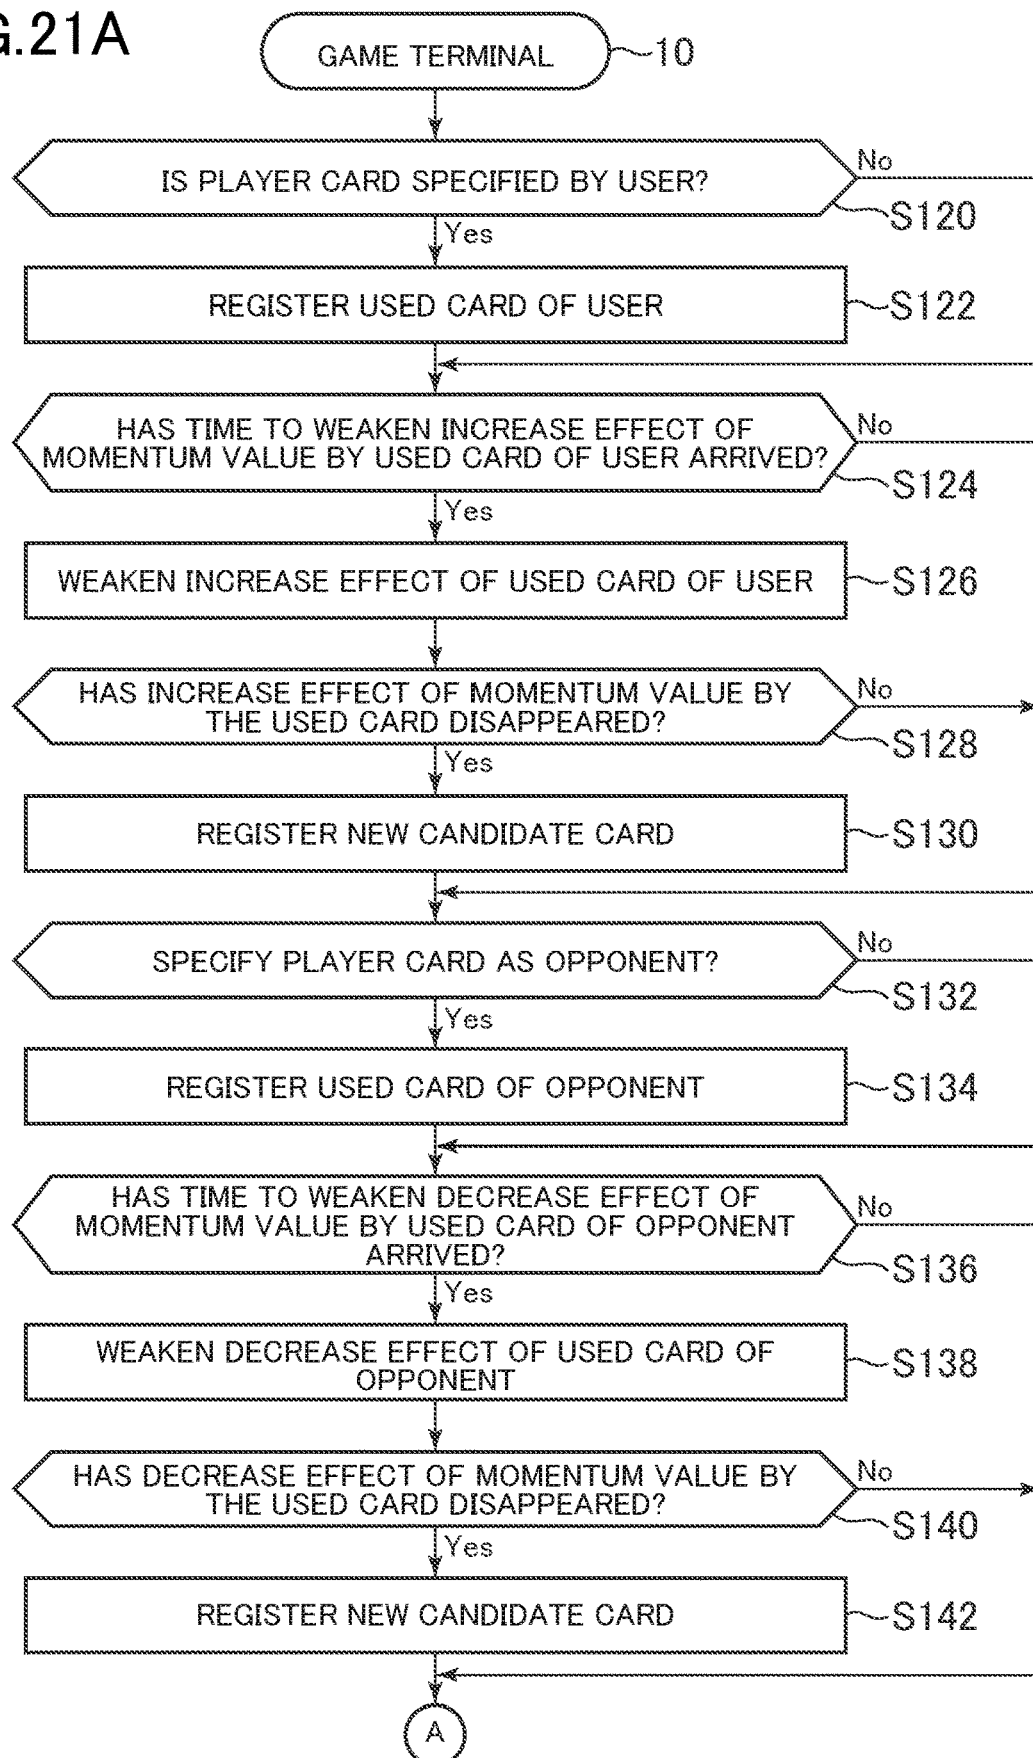 G.21A
GAME TERMINAL
10
IS PLAYER CARD SPECIFIED BY USER?
No
S120
Yes
REGISTER USED CARD OF USER
S122
HAS TIME TO WEAKEN INCREASE EFFECT OF
MOMENTUM VALUE BY USED CARD OF USER ARRIVED?
No
S124
Yes
WEAKEN INCREASE EFFECT OF USED CARD OF USER
S126
HAS INCREASE EFFECT OF MOMENTUM VALUE BY
THE USED CARD DISAPPEARED?
No
S128
Yes
REGISTER NEW CANDIDATE CARD
S130
SPECIFY PLAYER CARD AS OPPONENT?
No
S132
Yes
REGISTER USED CARD OF OPPONENT
S134
HAS TIME TO WEAKEN DECREASE EFFECT OF
MOMENTUM VALUE BY USED CARD OF OPPONENT
ARRIVED?
No
S136
Yes
WEAKEN DECREASE EFFECT OF USED CARD OF
OPPONENT
S138
HAS DECREASE EFFECT OF MOMENTUM VALUE BY
THE USED CARD DISAPPEARED?
No
S140
Yes
REGISTER NEW CANDIDATE CARD
S142
A